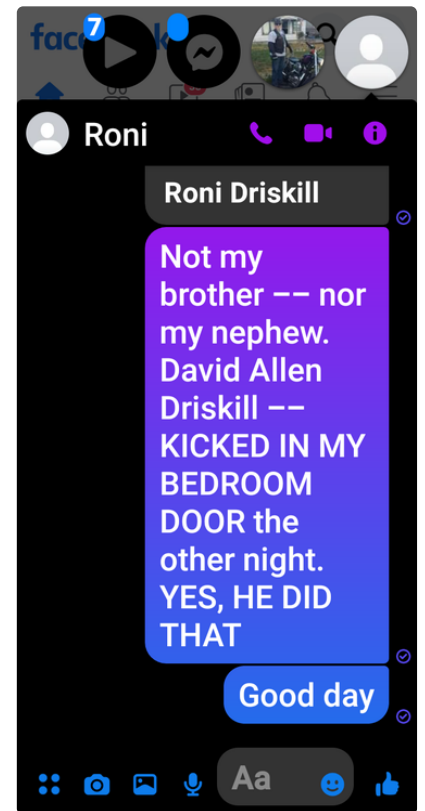 facebook
7
Roni
Roni Driskill
Not my
brother –– nor
my nephew.
David Allen
Driskill ––
KICKED IN MY
BEDROOM
DOOR the
other night.
YES, HE DID
THAT
Good day
Aa